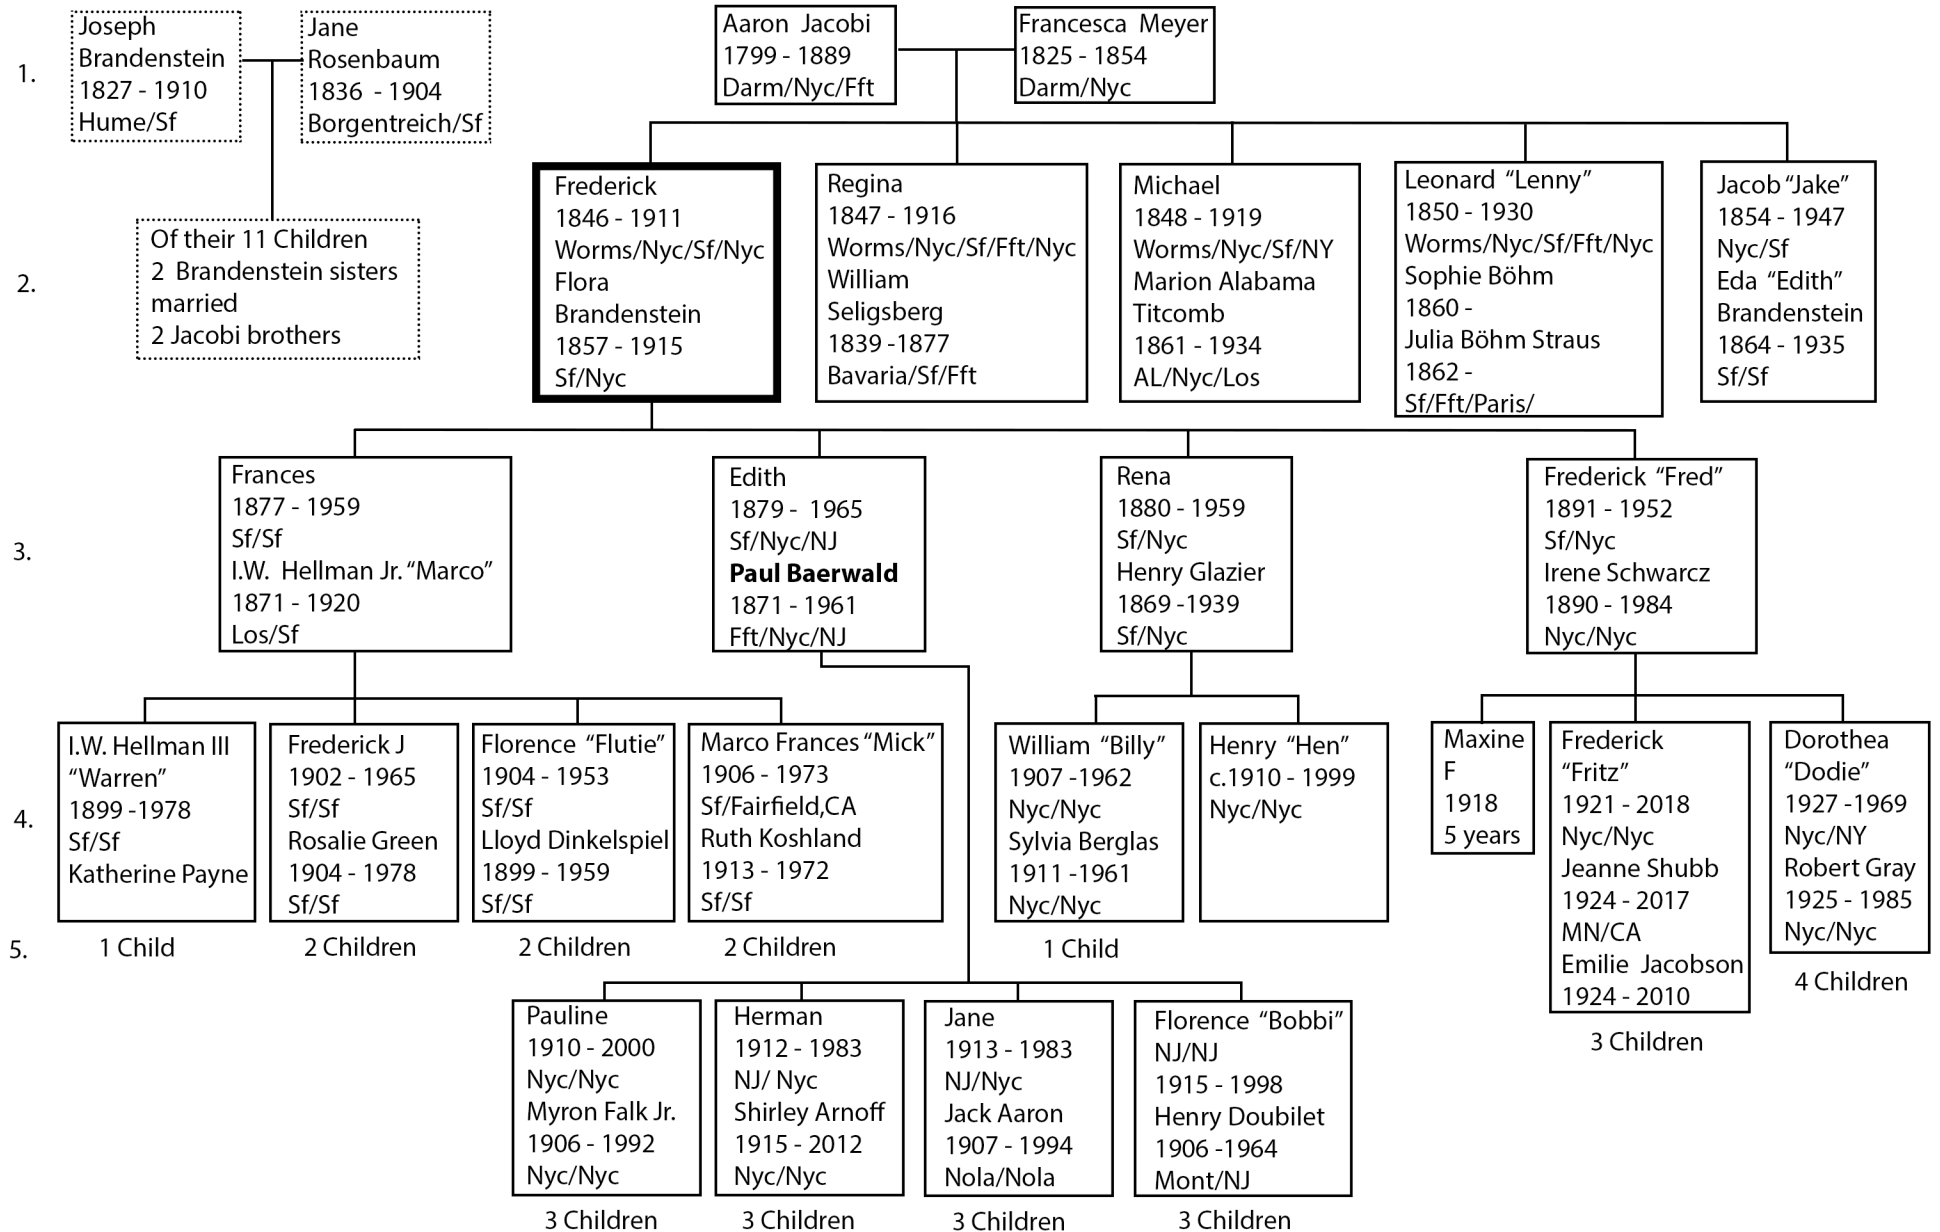 Joseph
Brandenstein
1827 - 1910
Hume/Sf
Jane
Rosenbaum
1836 - 1904
Borgentreich/Sf
Aaron Jacobi
1799 - 1889
Darm/Nyc/Fft
Francesca Meyer
1825 - 1854
Darm/Nyc
1.
Of their 11 Children
2 Brandenstein sisters
married
2 Jacobi brothers
Frederick
1846 - 1911
Worms/Nyc/Sf/Nyc
Flora
Brandenstein
1857 - 1915
Sf/Nyc
Regina
1847 - 1916
Worms/Nyc/Sf/Fft/Nyc
William
Seligsberg
1839 -1877
Bavaria/Sf/Fft
Michael
1848 - 1919
Worms/Nyc/Sf/NY
Marion Alabama
Titcomb
1861 - 1934
AL/Nyc/Los
Leonard “Lenny”
1850 - 1930
Worms/Nyc/Sf/Fft/Nyc
Sophie Böhm
1860 -
Julia Böhm Straus
1862 -
Sf/Fft/Paris/
Jacob “Jake”
1854 - 1947
Nyc/Sf
Eda “Edith”
Brandenstein
1864 - 1935
Sf/Sf
2.
Frances
1877 - 1959
Sf/Sf
I.W. Hellman Jr. “Marco”
1871 - 1920
Los/Sf
Edith
1879 - 1965
Sf/Nyc/NJ
Paul Baerwald
1871 - 1961
Fft/Nyc/NJ
Rena
1880 - 1959
Sf/Nyc
Henry Glazier
1869 -1939
Sf/Nyc
Frederick “Fred”
1891 - 1952
Sf/Nyc
Irene Schwarcz
1890 - 1984
Nyc/Nyc
3.
I.W. Hellman III
“Warren”
1899 -1978
Sf/Sf
Katherine Payne
Frederick J
1902 - 1965
Sf/Sf
Rosalie Green
1904 - 1978
Sf/Sf
Florence “Flutie”
1904 - 1953
Sf/Sf
Lloyd Dinkelspiel
1899 - 1959
Sf/Sf
Marco Frances “Mick”
1906 - 1973
Sf/Fairfield,CA
Ruth Koshland
1913 - 1972
Sf/Sf
William “Billy”
1907 -1962
Nyc/Nyc
Sylvia Berglas
1911 -1961
Nyc/Nyc
Henry “Hen”
c.1910 - 1999
Nyc/Nyc
Maxine
F
1918
5 years
Frederick
“Fritz”
1921 - 2018
Nyc/Nyc
Jeanne Shubb
1924 - 2017
MN/CA
Emilie Jacobson
1924 - 2010
Dorothea
“Dodie”
1927 -1969
Nyc/NY
Robert Gray
1925 - 1985
Nyc/Nyc
4.
5.
1 Child
2 Children
2 Children
2 Children
1 Child
4 Children
3 Children
Pauline
1910 - 2000
Nyc/Nyc
Myron Falk Jr.
1906 - 1992
Nyc/Nyc
Herman
1912 - 1983
NJ/ Nyc
Shirley Arnoff
1915 - 2012
Nyc/Nyc
Jane
1913 - 1983
NJ/Nyc
Jack Aaron
1907 - 1994
Nola/Nola
Florence “Bobbi”
NJ/NJ
1915 - 1998
Henry Doubilet
1906 -1964
Mont/NJ
3 Children
3 Children
3 Children
3 Children